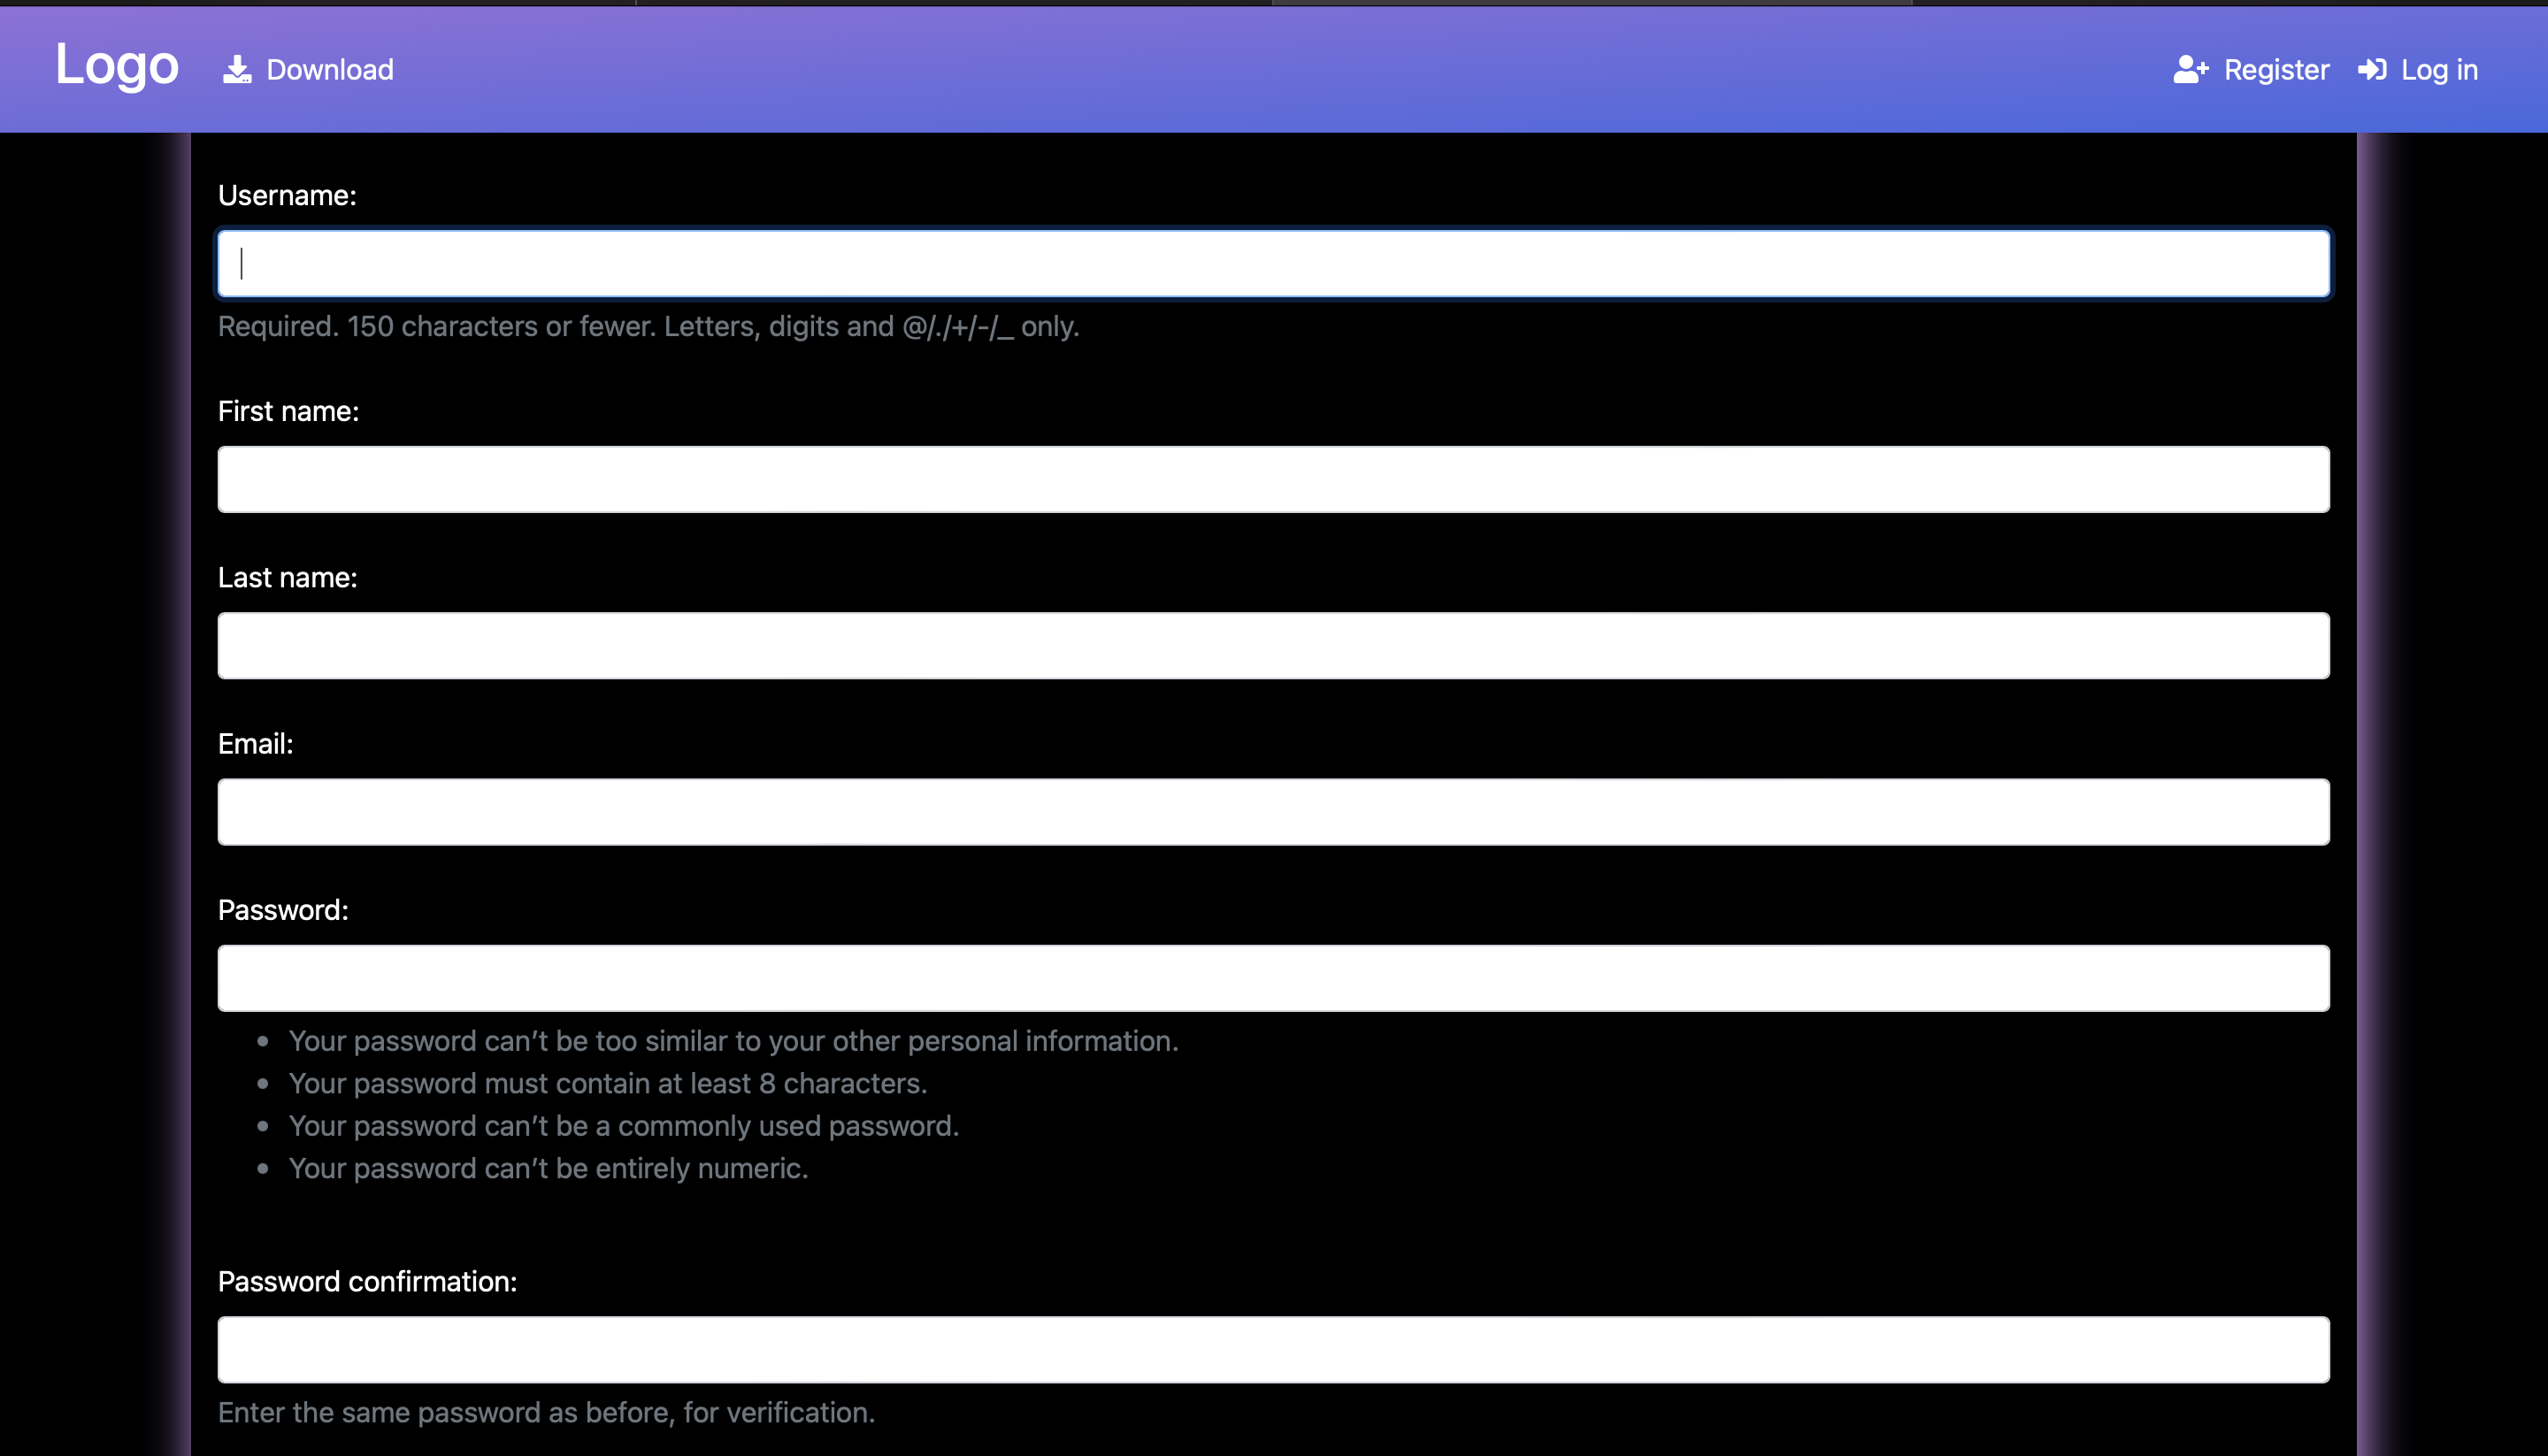 Logo Download Register Log in
Username:
Required. 150 characters or fewer. Letters, digits and @/./+/-/_ only.
First name:
Last name:
Email:
Password:
• Your password can’t be too similar to your other personal information.
• Your password must contain at least 8 characters.
• Your password can’t be a commonly used password.
• Your password can’t be entirely numeric.
Password confirmation:
Enter the same password as before, for verification.